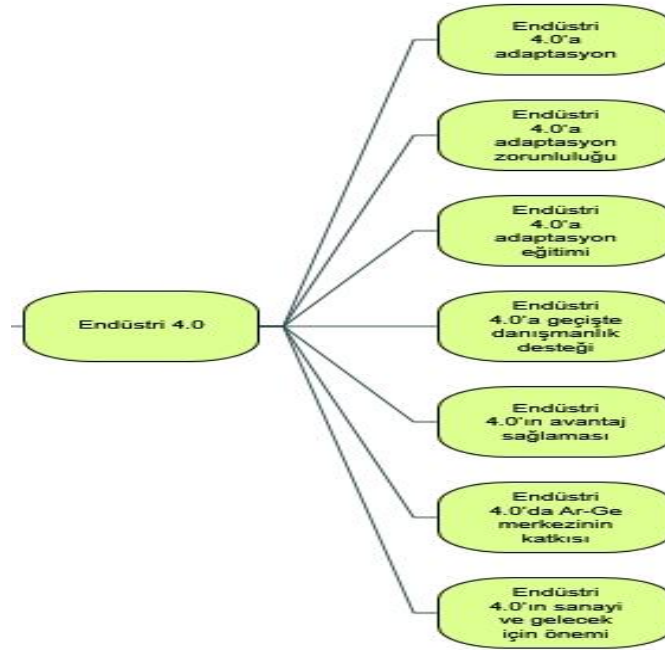 Endüstri
4.0'a
adaptasyon
Endüstri
4.0'a
adaptasyon
zorunluluğu
Endüstri
4.0'a
adaptasyon
eğitimi
Endüstri 4.0
Endüstri
4.0'a geçişte
danışmanlık
desteği
Endüstri
4.0'ın avantaj
sağlaması
Endüstri
4.0'da Ar-Ge
merkezinin
katkısı
Endüstri
4.0'ın sanayi
ve gelecek
için önemi